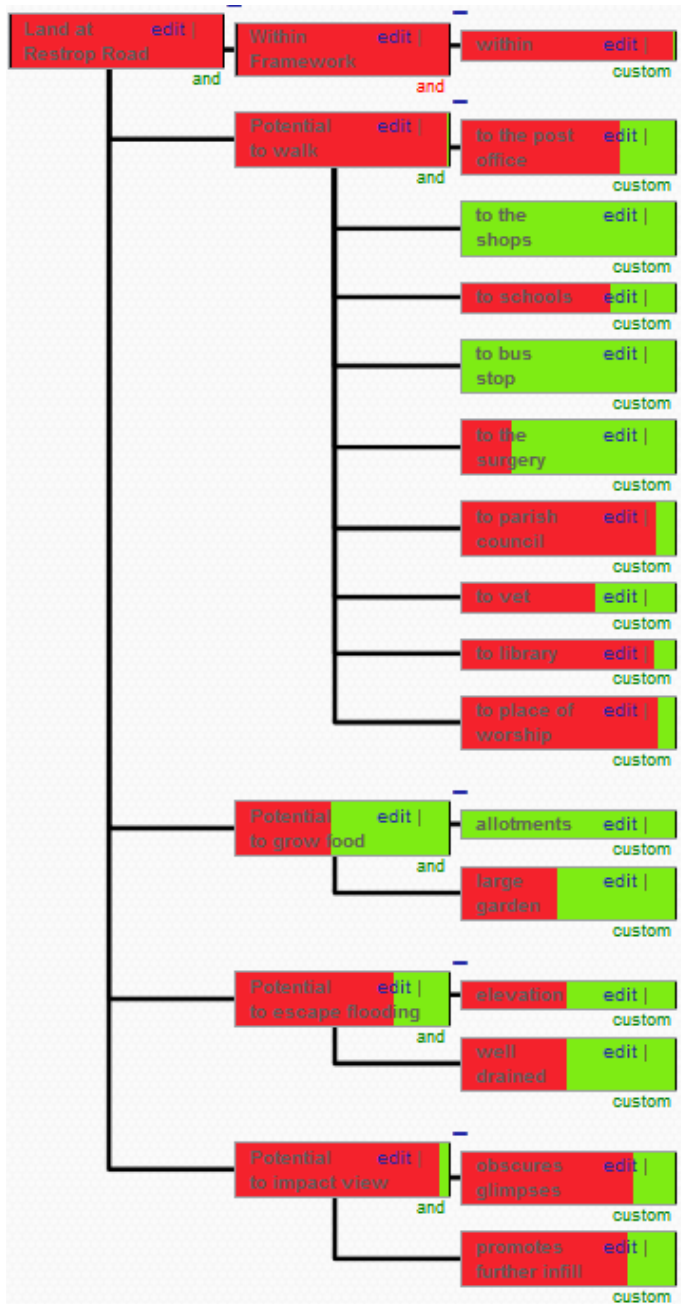 Land at edit |
Restrop Road
and
Within edit |
Framework
and
within edit |
custom
Potential edit |
to walk
and
to the post edit |
office
custom
to the edit |
shops
custom
to schools edit |
custom
to bus edit |
stop
custom
to the edit |
surgery
custom
to parish edit |
council
custom
to vet edit |
custom
to library edit |
custom
to place of edit |
worship
custom
Potential edit |
to grow food
and
allotments edit |
custom
large edit |
garden
custom
Potential edit |
to escape flooding
and
elevation edit |
custom
well edit |
drained
custom
Potential edit |
to impact view
and
obscures edit |
glimpses
custom
promotes edit |
further infill
custom